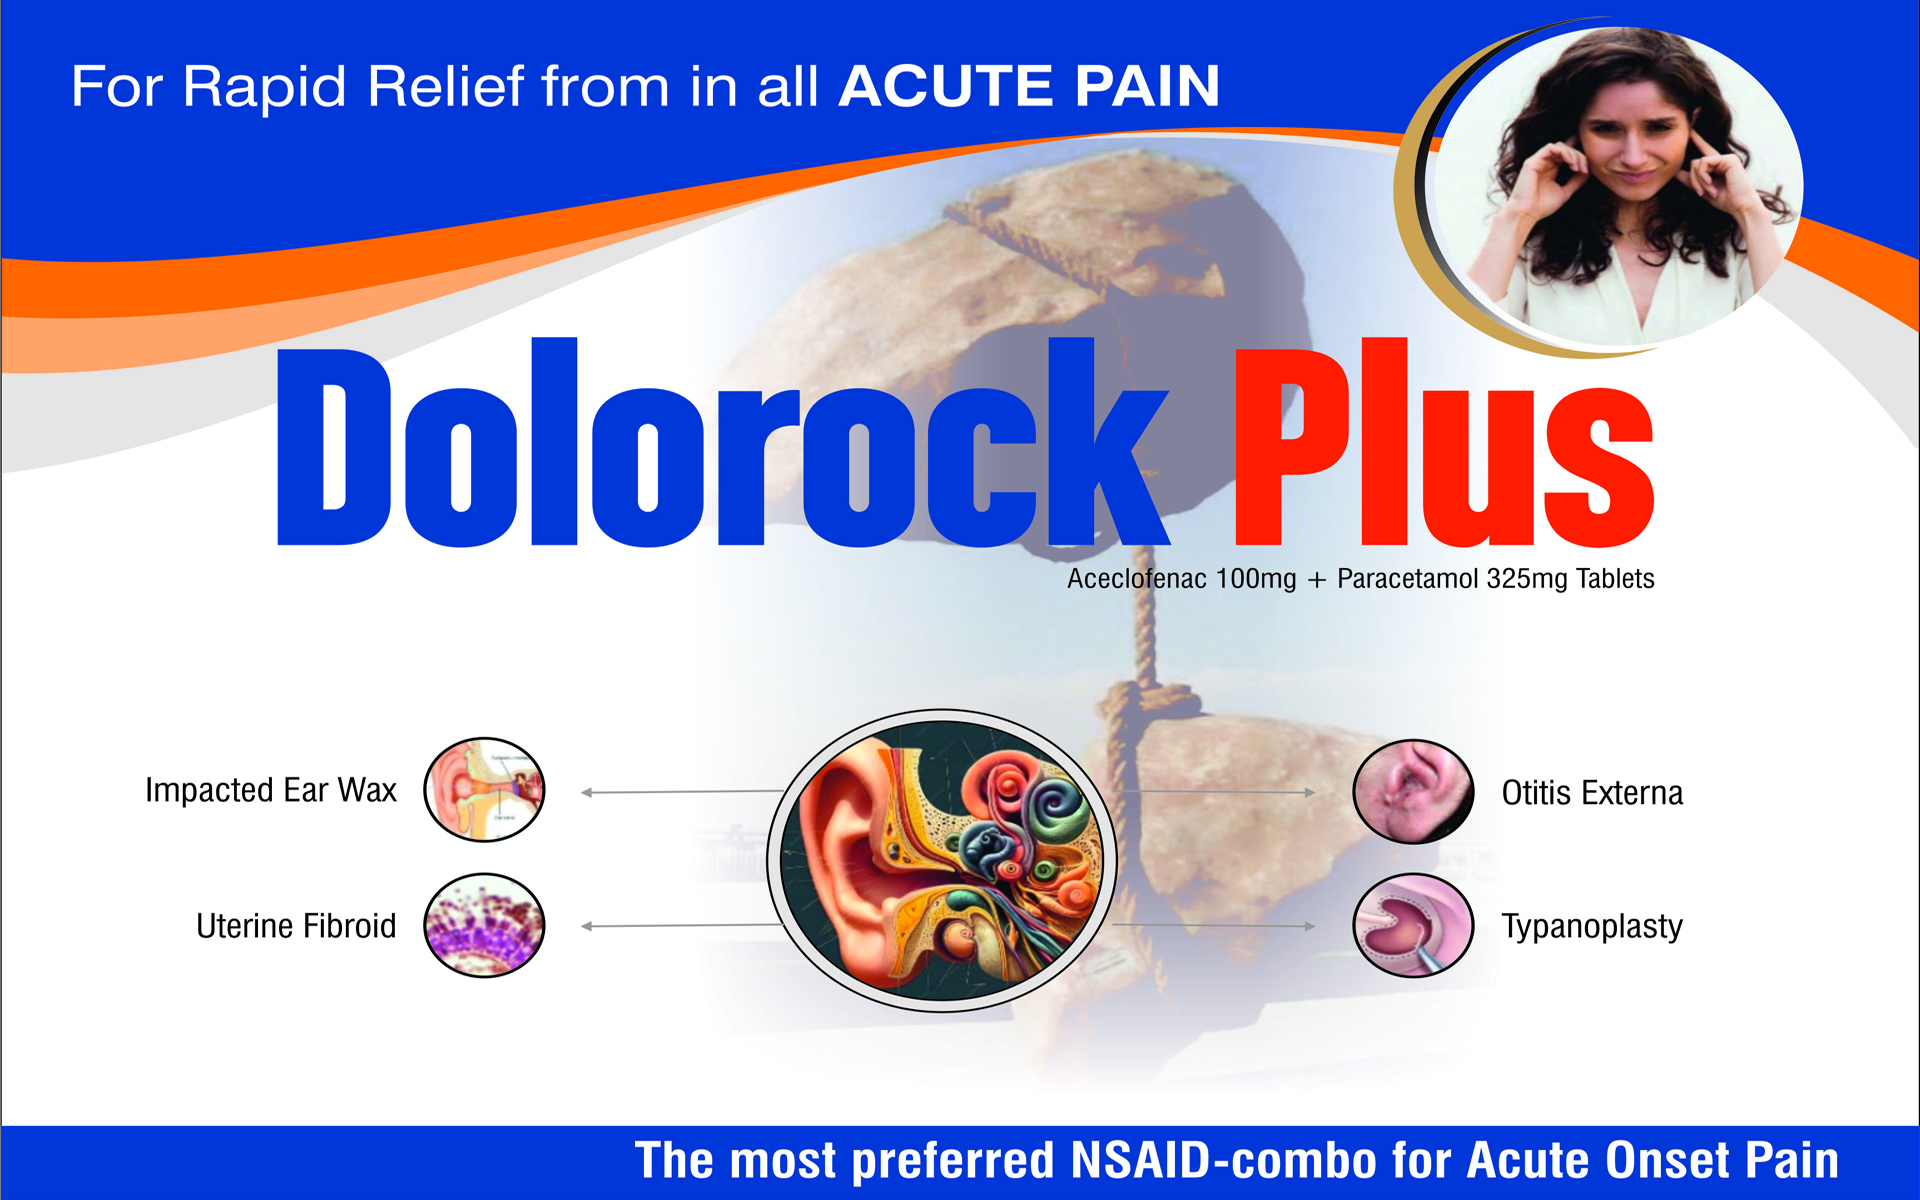 For Rapid Relief from in all ACUTE PAIN
Dolorock Plus
Aceclofenac 100mg + Paracetamol 325mg Tablets
Impacted Ear Wax
Otitis Externa
Uterine Fibroid
Typanoplasty
The most preferred NSAID-combo for Acute Onset Pain